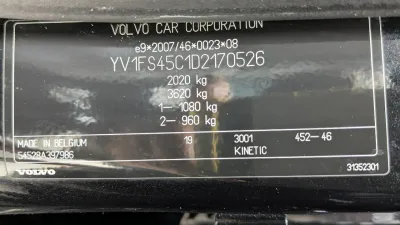 VOLVO CAR CORPORATION
e9*2007/46*0023*08
YV1FS45C1D2170526
2020 kg
3620 kg
1– 1080 kg
2– 960 kg
MADE IN BELGIUM 19 3001 452–46
54528A397986 KINETIC
VOLVO 31352301